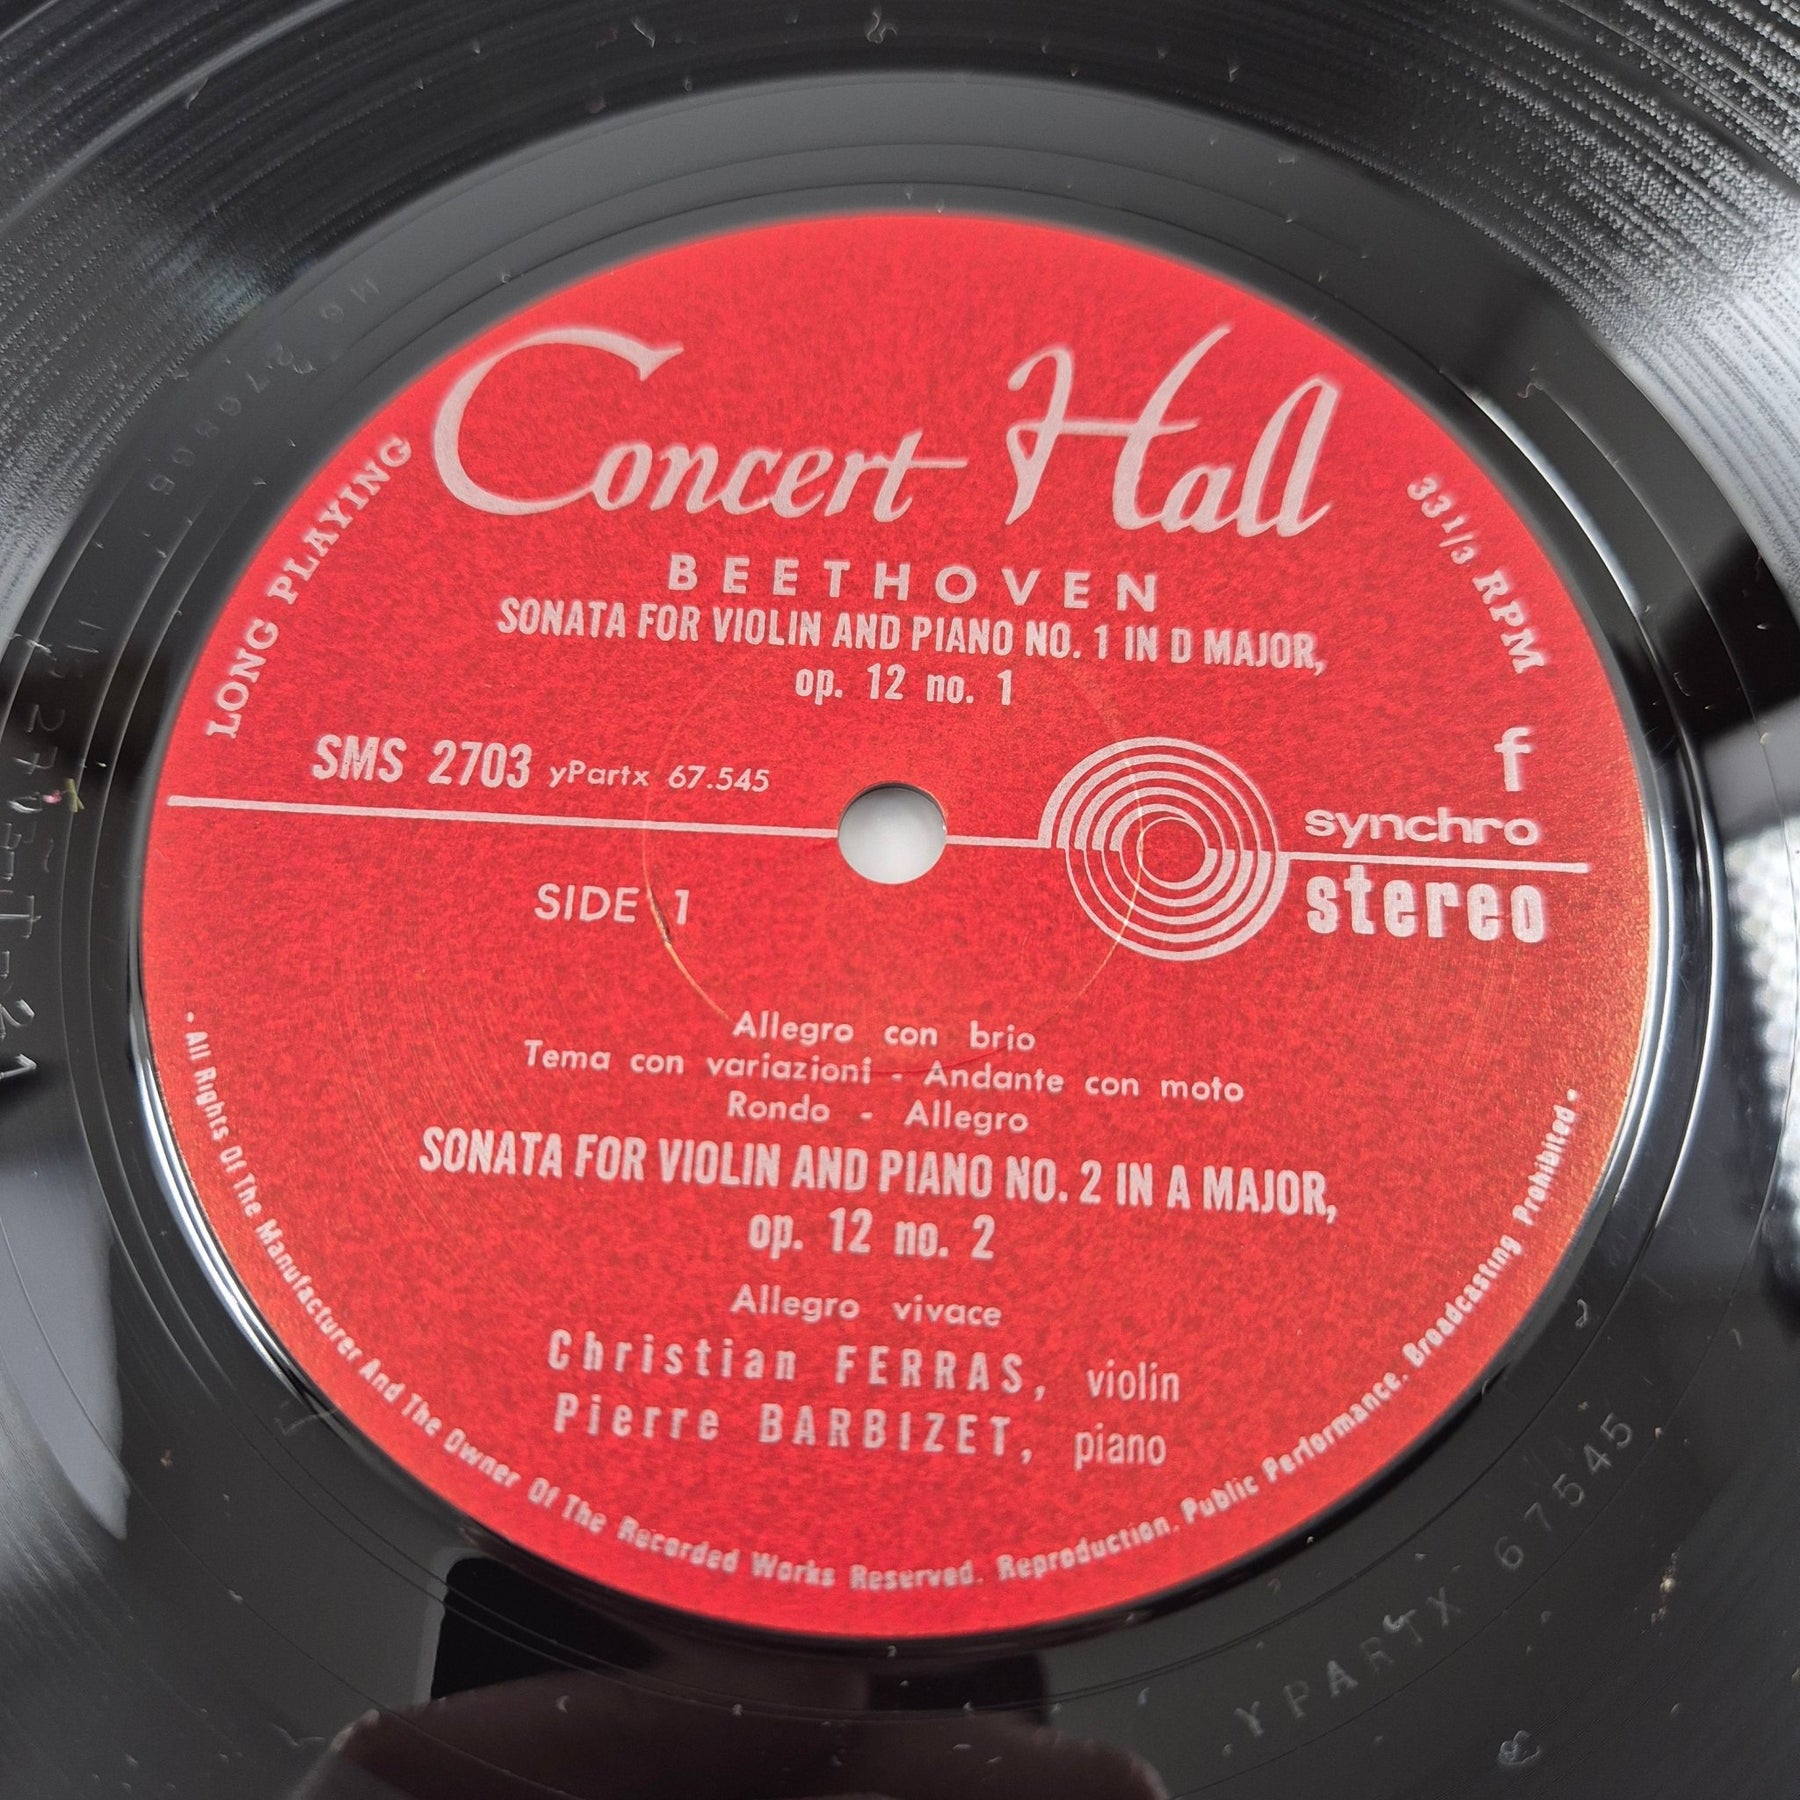 Concert Hall
LONG PLAYING
33 1/3 RPM
BEETHOVEN
SONATA FOR VIOLIN AND PIANO NO. 1 IN D MAJOR,
op. 12 no. 1
SMS 2703 yPartx 67.545
f
synchro
stereo
SIDE 1
Allegro con brio
Tema con variazioni - Andante con moto
Rondo - Allegro
SONATA FOR VIOLIN AND PIANO NO. 2 IN A MAJOR,
op. 12 no. 2
Allegro vivace
Christian FERRAS, violin
Pierre BARBIZET, piano
- All Rights Of The Manufacturer And The Owner Of The Recorded Works Reserved. Reproduction. Public Performance. Broadcasting Prohibited -
YPARTX 67545